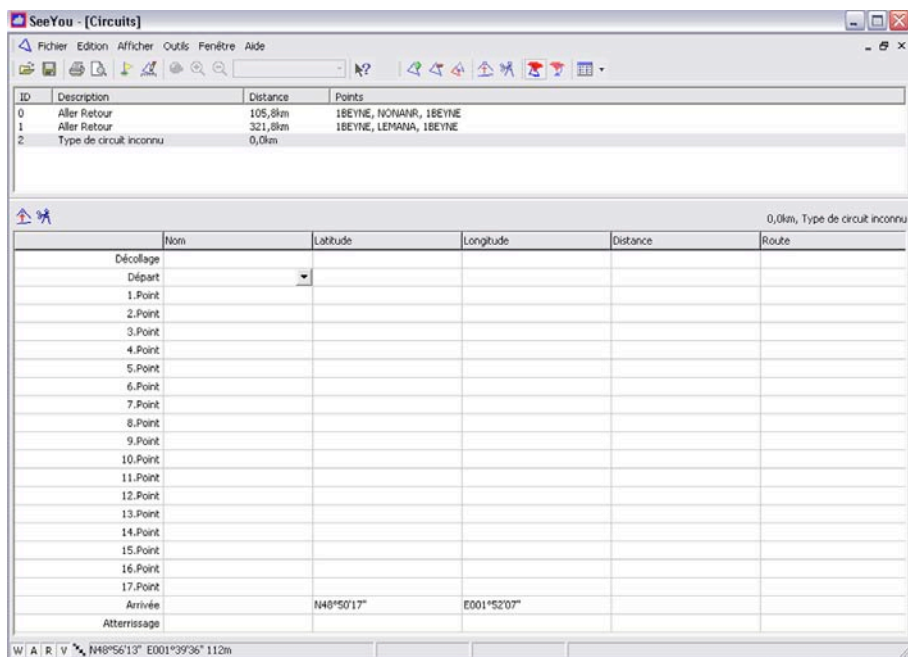 SeeYou - [Circuits]
Fichier Edition Afficher Outils Fenêtre Aide
ID Description Distance Points
0 Aller Retour 105,8km 1BEYNE, NONANR, 1BEYNE
1 Aller Retour 321,8km 1BEYNE, LEMANA, 1BEYNE
2 Type de circuit inconnu 0,0km
0,0km, Type de circuit inconnu
Nom Latitude Longitude Distance Route
Décollage
Départ
1.Point
2.Point
3.Point
4.Point
5.Point
6.Point
7.Point
8.Point
9.Point
10.Point
11.Point
12.Point
13.Point
14.Point
15.Point
16.Point
17.Point
Arrivée N48°50'17" E001°52'07"
Atterrissage
W A R V N48°56'13" E001°39'36" 112m